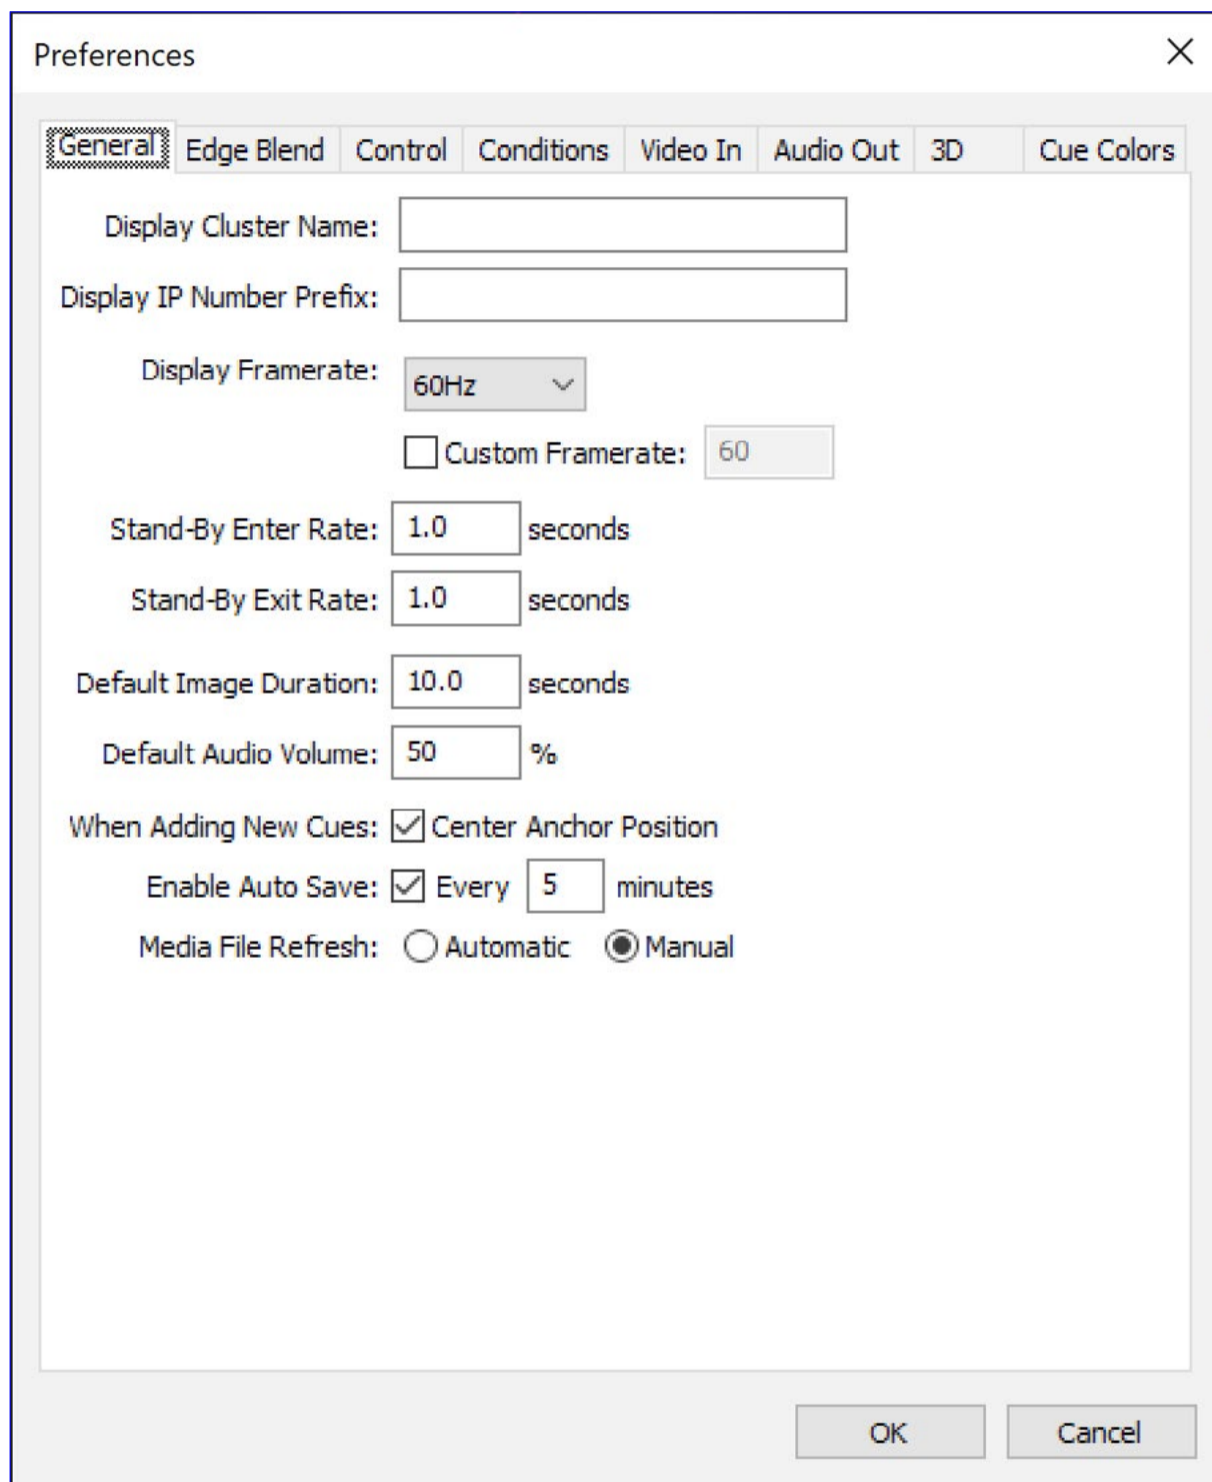 Preferences
General Edge Blend Control Conditions Video In Audio Out 3D Cue Colors
Display Cluster Name:
Display IP Number Prefix:
Display Framerate: 60Hz
Custom Framerate: 60
Stand-By Enter Rate: 1.0 seconds
Stand-By Exit Rate: 1.0 seconds
Default Image Duration: 10.0 seconds
Default Audio Volume: 50 %
When Adding New Cues: Center Anchor Position
Enable Auto Save: Every 5 minutes
Media File Refresh: Automatic Manual
OK Cancel